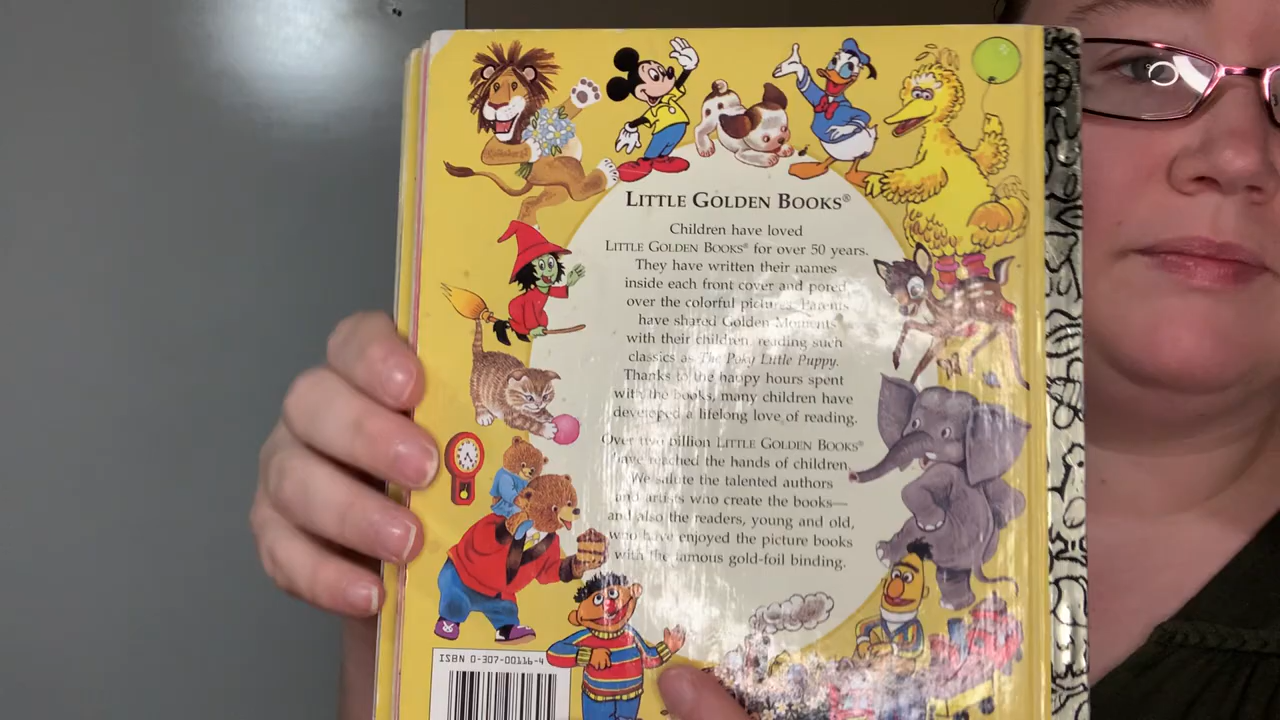 LITTLE GOLDEN BOOKS®
Children have loved
LITTLE GOLDEN BOOKS® for over 50 years.
They have written their names
inside each front cover and pored
over the colorful pictures. Parents
have shared Golden Moments
with their children, reading such
classics as The Poky Little Puppy.
Thanks to the happy hours spent
with the books, many children have
developed a lifelong love of reading.
Over two billion LITTLE GOLDEN BOOKS®
have reached the hands of children.
We salute the talented authors
and artists who create the books—
and also the readers, young and old,
who have enjoyed the picture books
with the famous gold-foil binding.
ISBN 0-307-00116-4